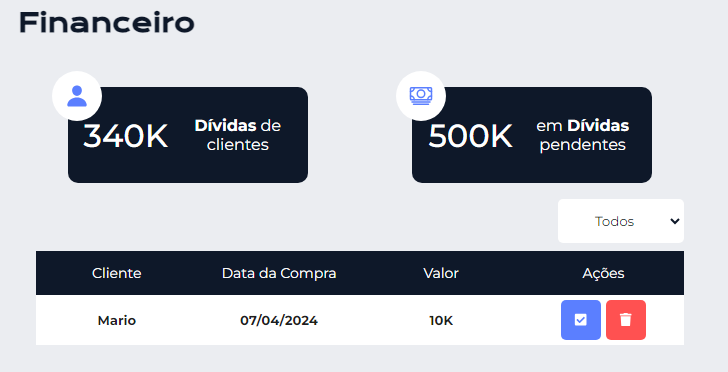 Financeiro
340K
Dívidas de
clientes
500K
em Dívidas
pendentes
Todos
Cliente Data da Compra Valor Ações
Mario 07/04/2024 10K